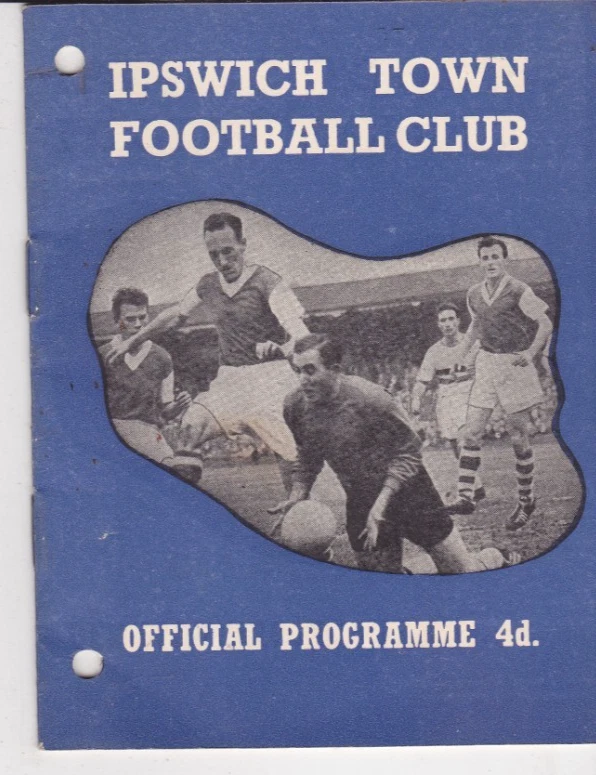 IPSWICH TOWN
FOOTBALL CLUB
OFFICIAL PROGRAMME 4d.